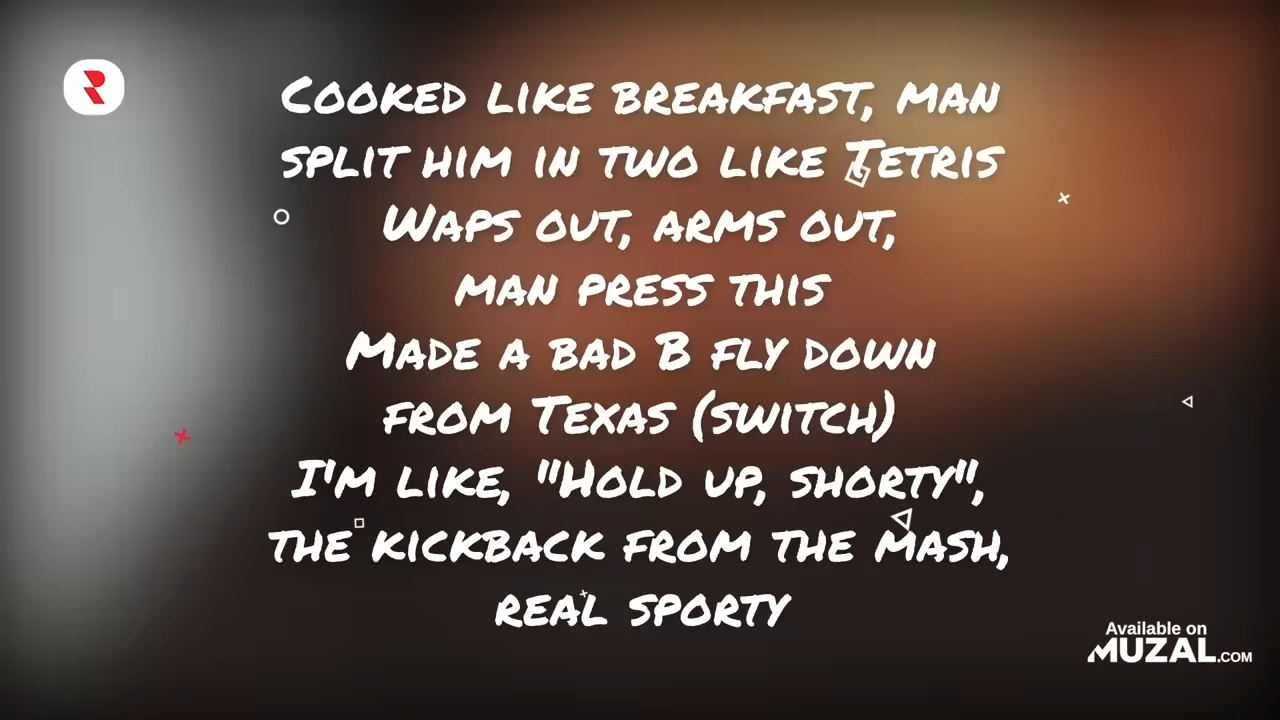 Cooked like breakfast, man
split him in two like Tetris
Waps out, arms out,
man press this
Made a bad B fly down
from Texas (switch)
I'm like, "Hold up, shorty",
the kickback from the mash,
real sporty
Available on
MUZAL.COM